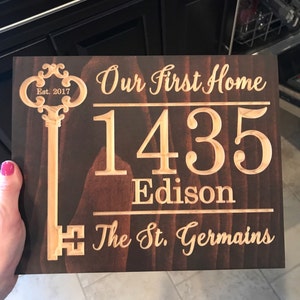 Our First Home
Est. 2017
1435
Edison
The St. Germains